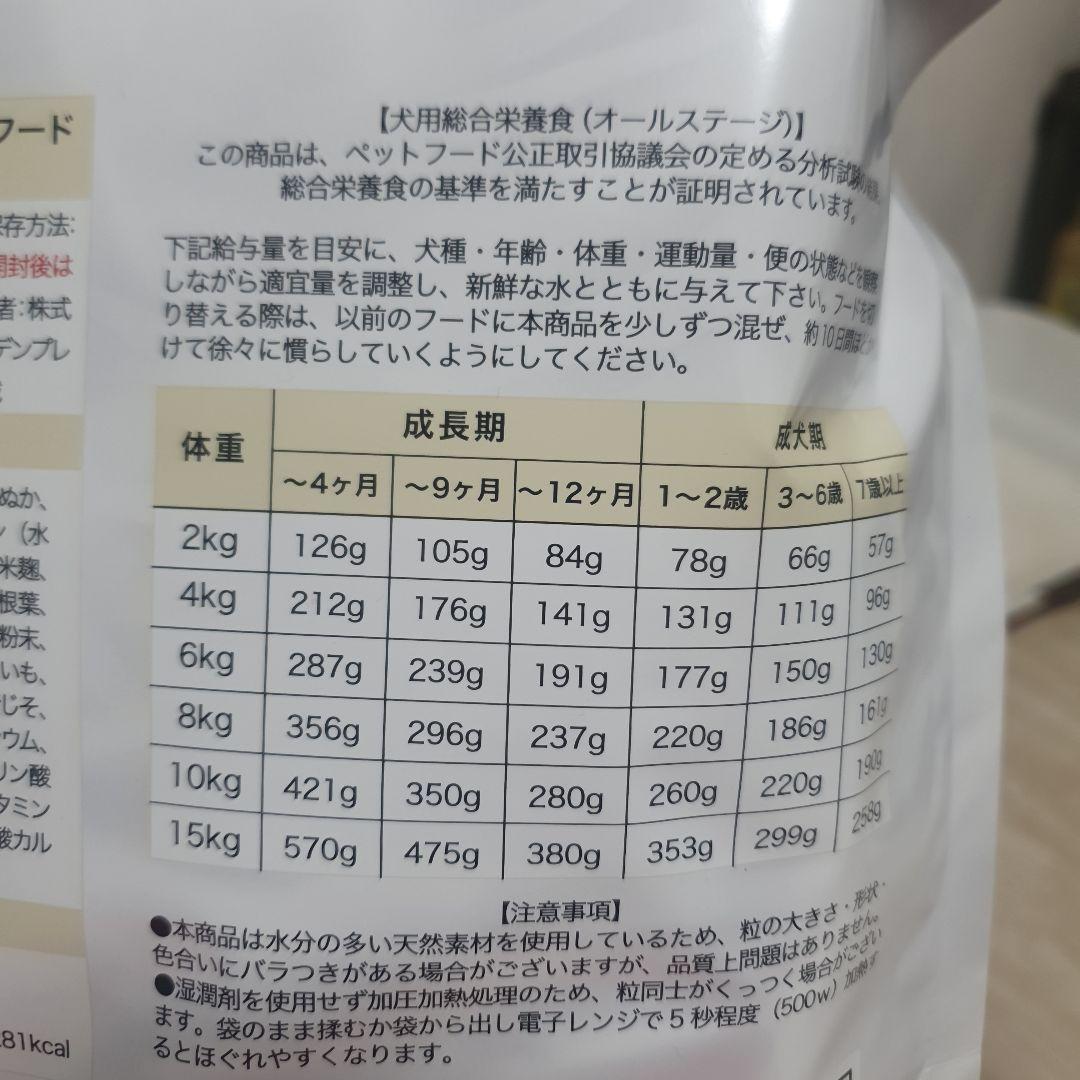 フード
保存方法:
開封後は
者:株式
デンプレ
ぬか、
ン（水
米麹、
根葉、
粉末、
いも、
じそ、
ウム、
リン酸
タミン
酸カル
281kcal
【犬用総合栄養食（オールステージ)】
この商品は、ペットフード公正取引協議会の定める分析試験の
総合栄養食の基準を満たすことが証明されています。
下記給与量を目安に、犬種・年齢・体重・運動量・便の状態などを
しながら適宜量を調整し、新鮮な水とともに与えて下さい。フードを切
り替える際は、以前のフードに本商品を少しずつ混ぜ、約10日間ほど
けて徐々に慣らしていくようにしてください。
体重 成長期 成犬期
～4ヶ月 ～9ヶ月 ～12ヶ月 1～2歳 3～6歳 7歳以上
2kg 126g 105g 84g 78g 66g 57g
4kg 212g 176g 141g 131g 111g 96g
6kg 287g 239g 191g 177g 150g 130g
8kg 356g 296g 237g 220g 186g 161g
10kg 421g 350g 280g 260g 220g 190g
15kg 570g 475g 380g 353g 299g 258g
【注意事項】
●本商品は水分の多い天然素材を使用しているため、粒の大きさ・形状・
色合いにバラつきがある場合がございますが、品質上問題はありません。
●湿潤剤を使用せず加圧加熱処理のため、粒同士がくっつく場合がござい
ます。袋のまま揉むか袋から出し電子レンジで5秒程度（500w）加熱す
るとほぐれやすくなります。